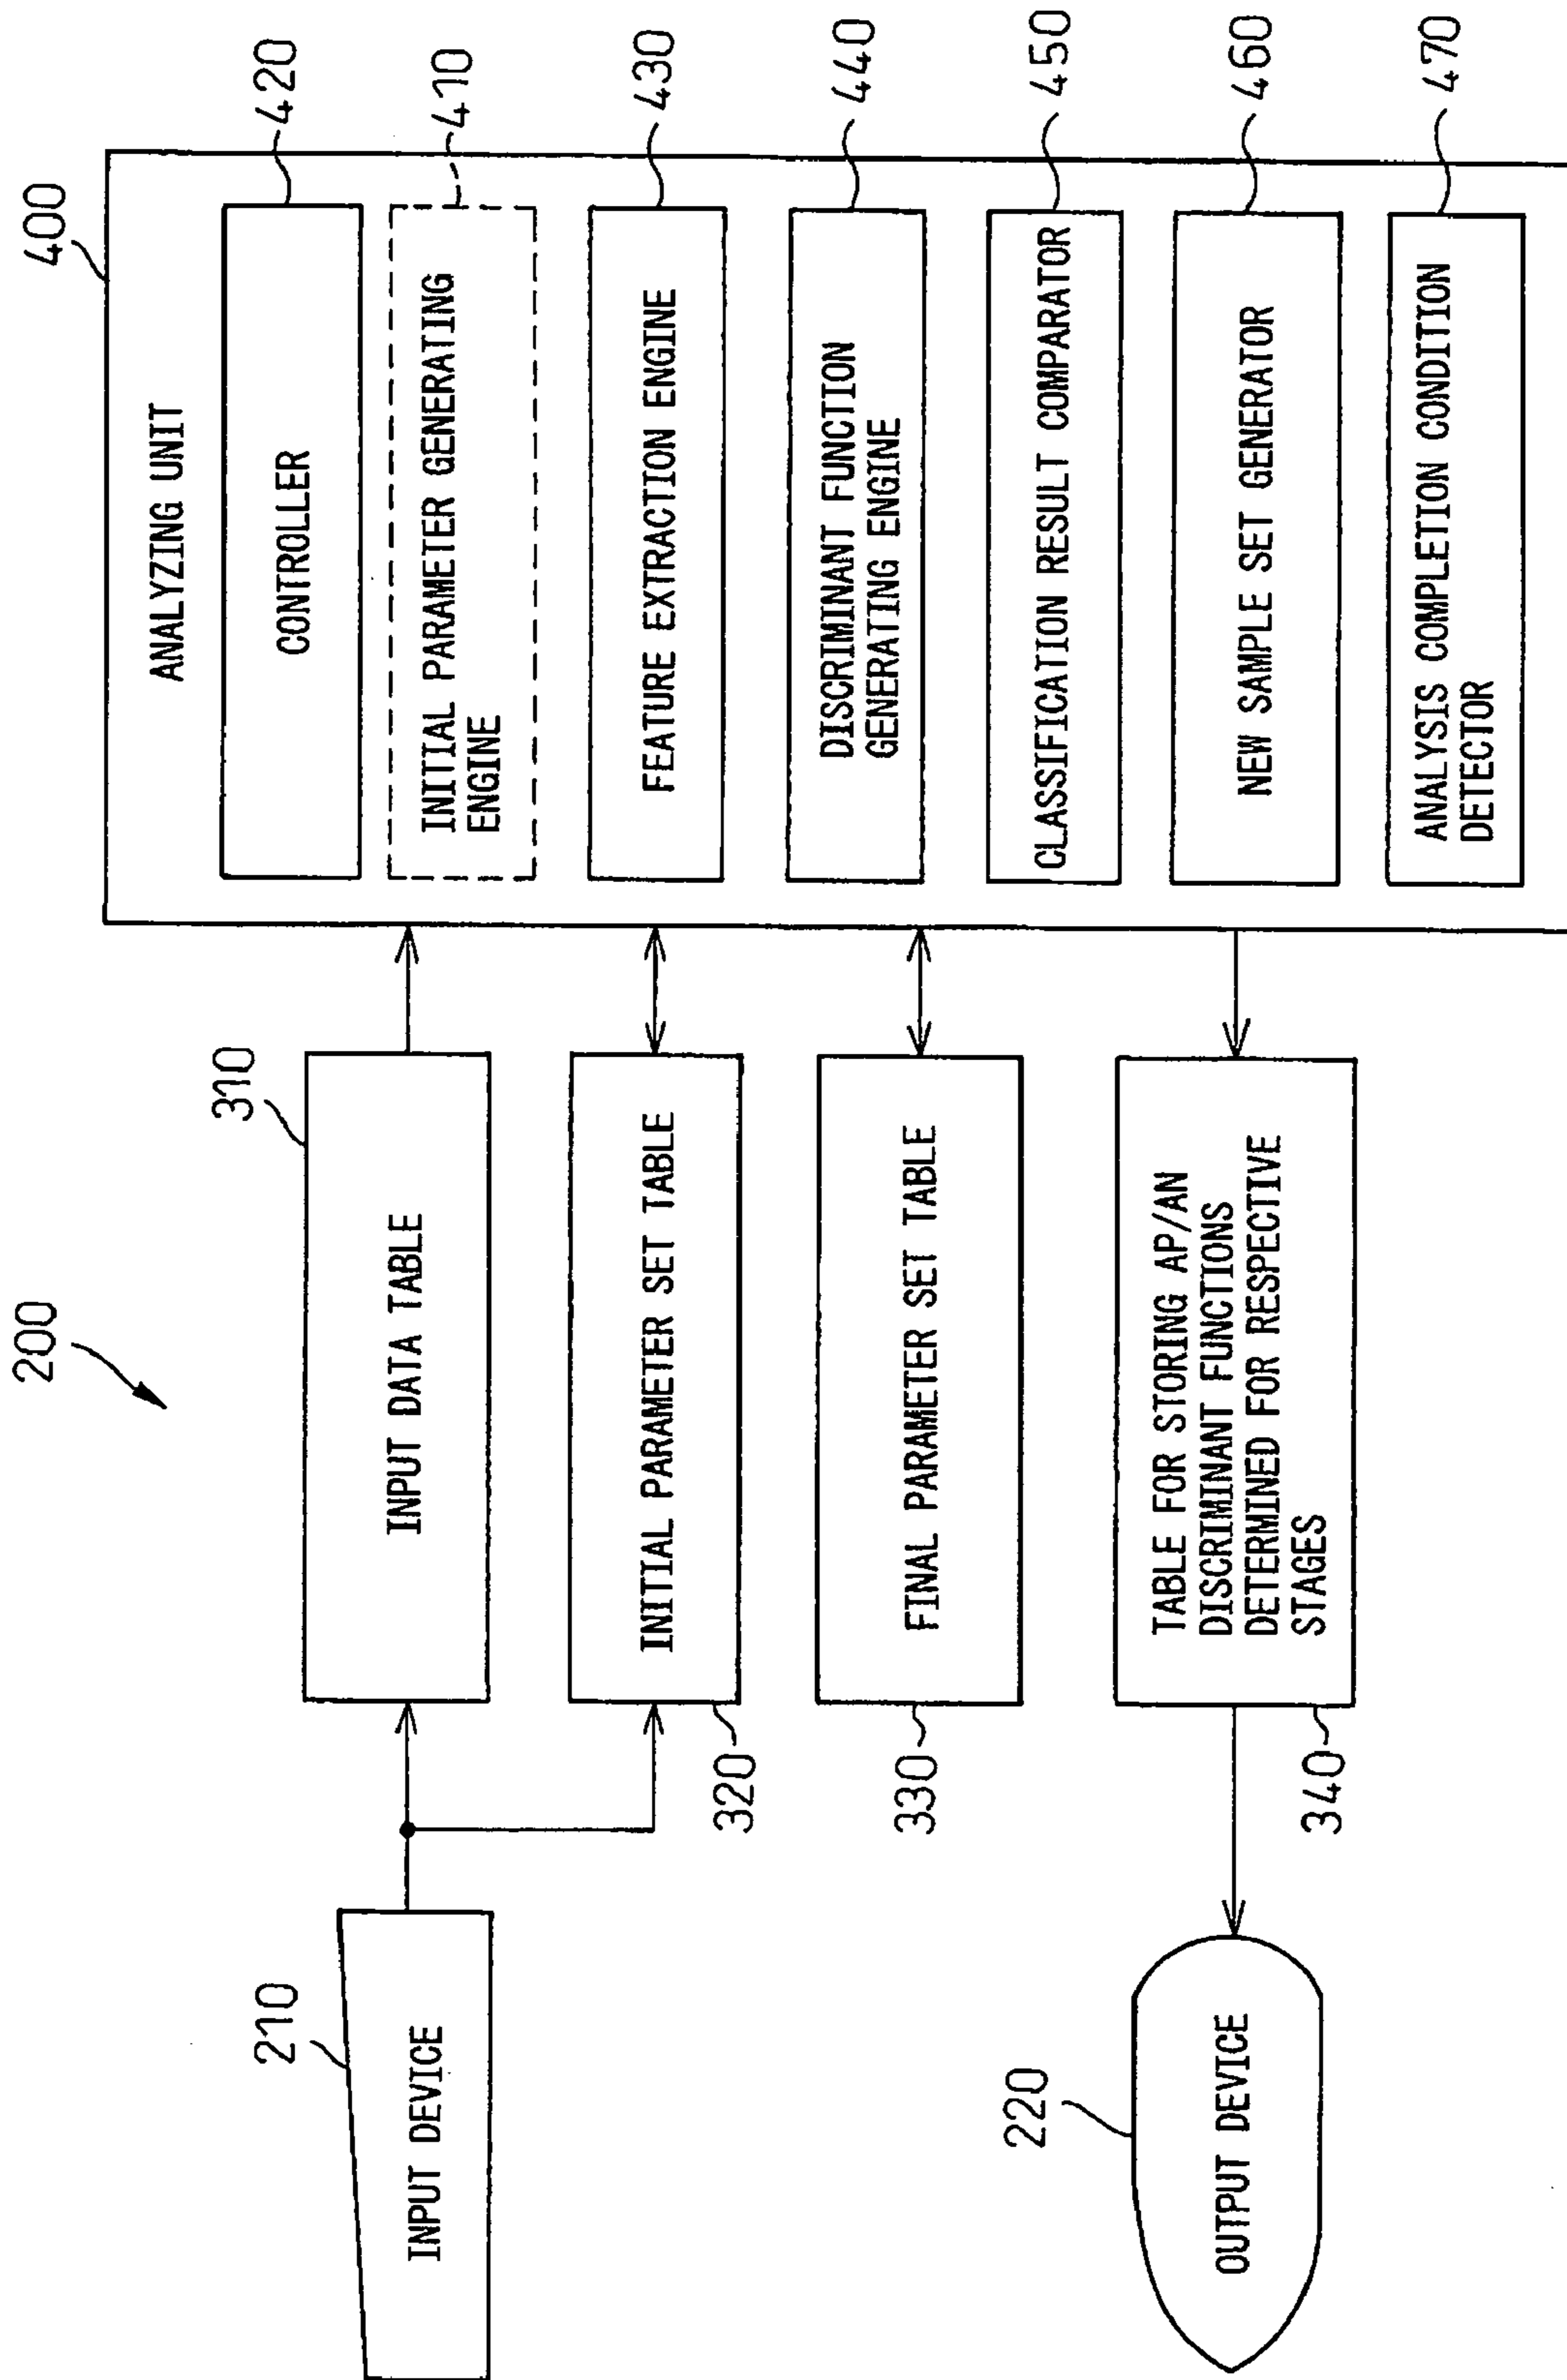 200
210
INPUT DEVICE
220
OUTPUT DEVICE
310
INPUT DATA TABLE
320
INITIAL PARAMETER SET TABLE
330
FINAL PARAMETER SET TABLE
340
TABLE FOR STORING AP/AN
DISCRIMINANT FUNCTIONS
DETERMINED FOR RESPECTIVE
STAGES
400
ANALYZING UNIT
CONTROLLER
420
INITIAL PARAMETER GENERATING
ENGINE
410
FEATURE EXTRACTION ENGINE
430
DISCRIMINANT FUNCTION
GENERATING ENGINE
440
CLASSIFICATION RESULT COMPARATOR
450
NEW SAMPLE SET GENERATOR
460
ANALYSIS COMPLETION CONDITION
DETECTOR
470